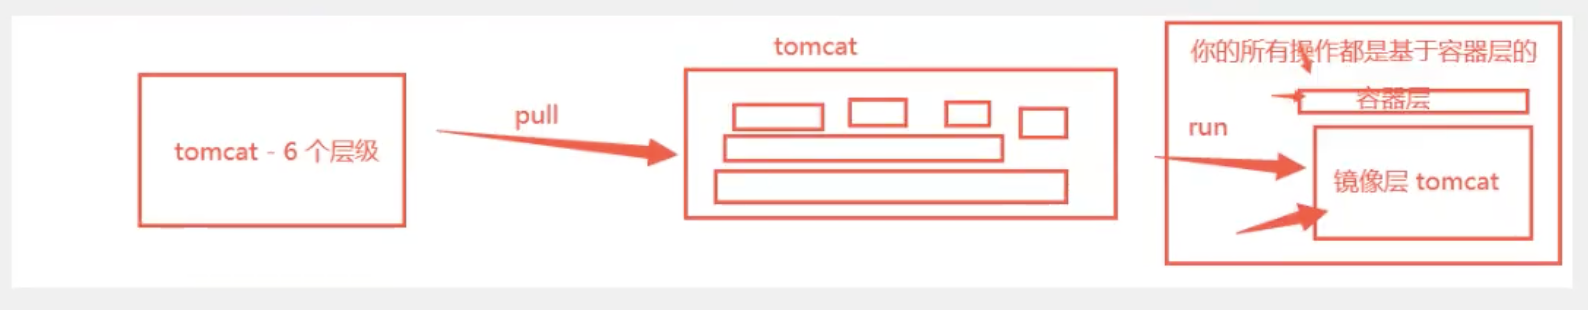 tomcat - 6 个层级
pull
tomcat
run
你的所有操作都是基于容器层的
容器层
镜像层 tomcat